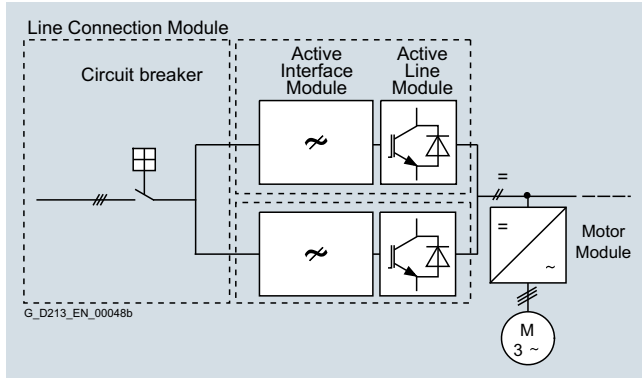 Line Connection Module
Circuit breaker
Active
Interface
Module
Active
Line
Module
=
=
~
Motor
Module
M
3 ~
G_D213_EN_00048b